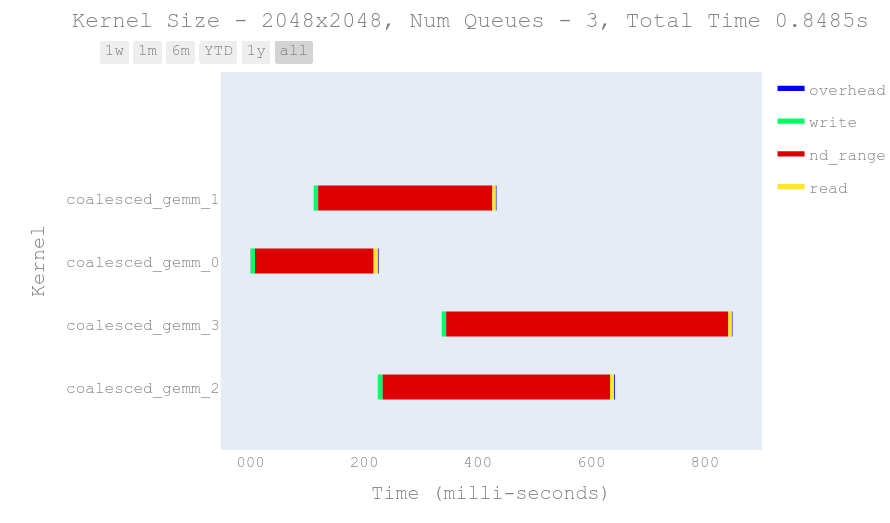 Kernel Size - 2048x2048, Num Queues - 3, Total Time 0.8485s
1w 1m 6m YTD 1y all
overhead
write
nd_range
read
Kernel
coalesced_gemm_1
coalesced_gemm_0
coalesced_gemm_3
coalesced_gemm_2
000 200 400 600 800
Time (milli-seconds)